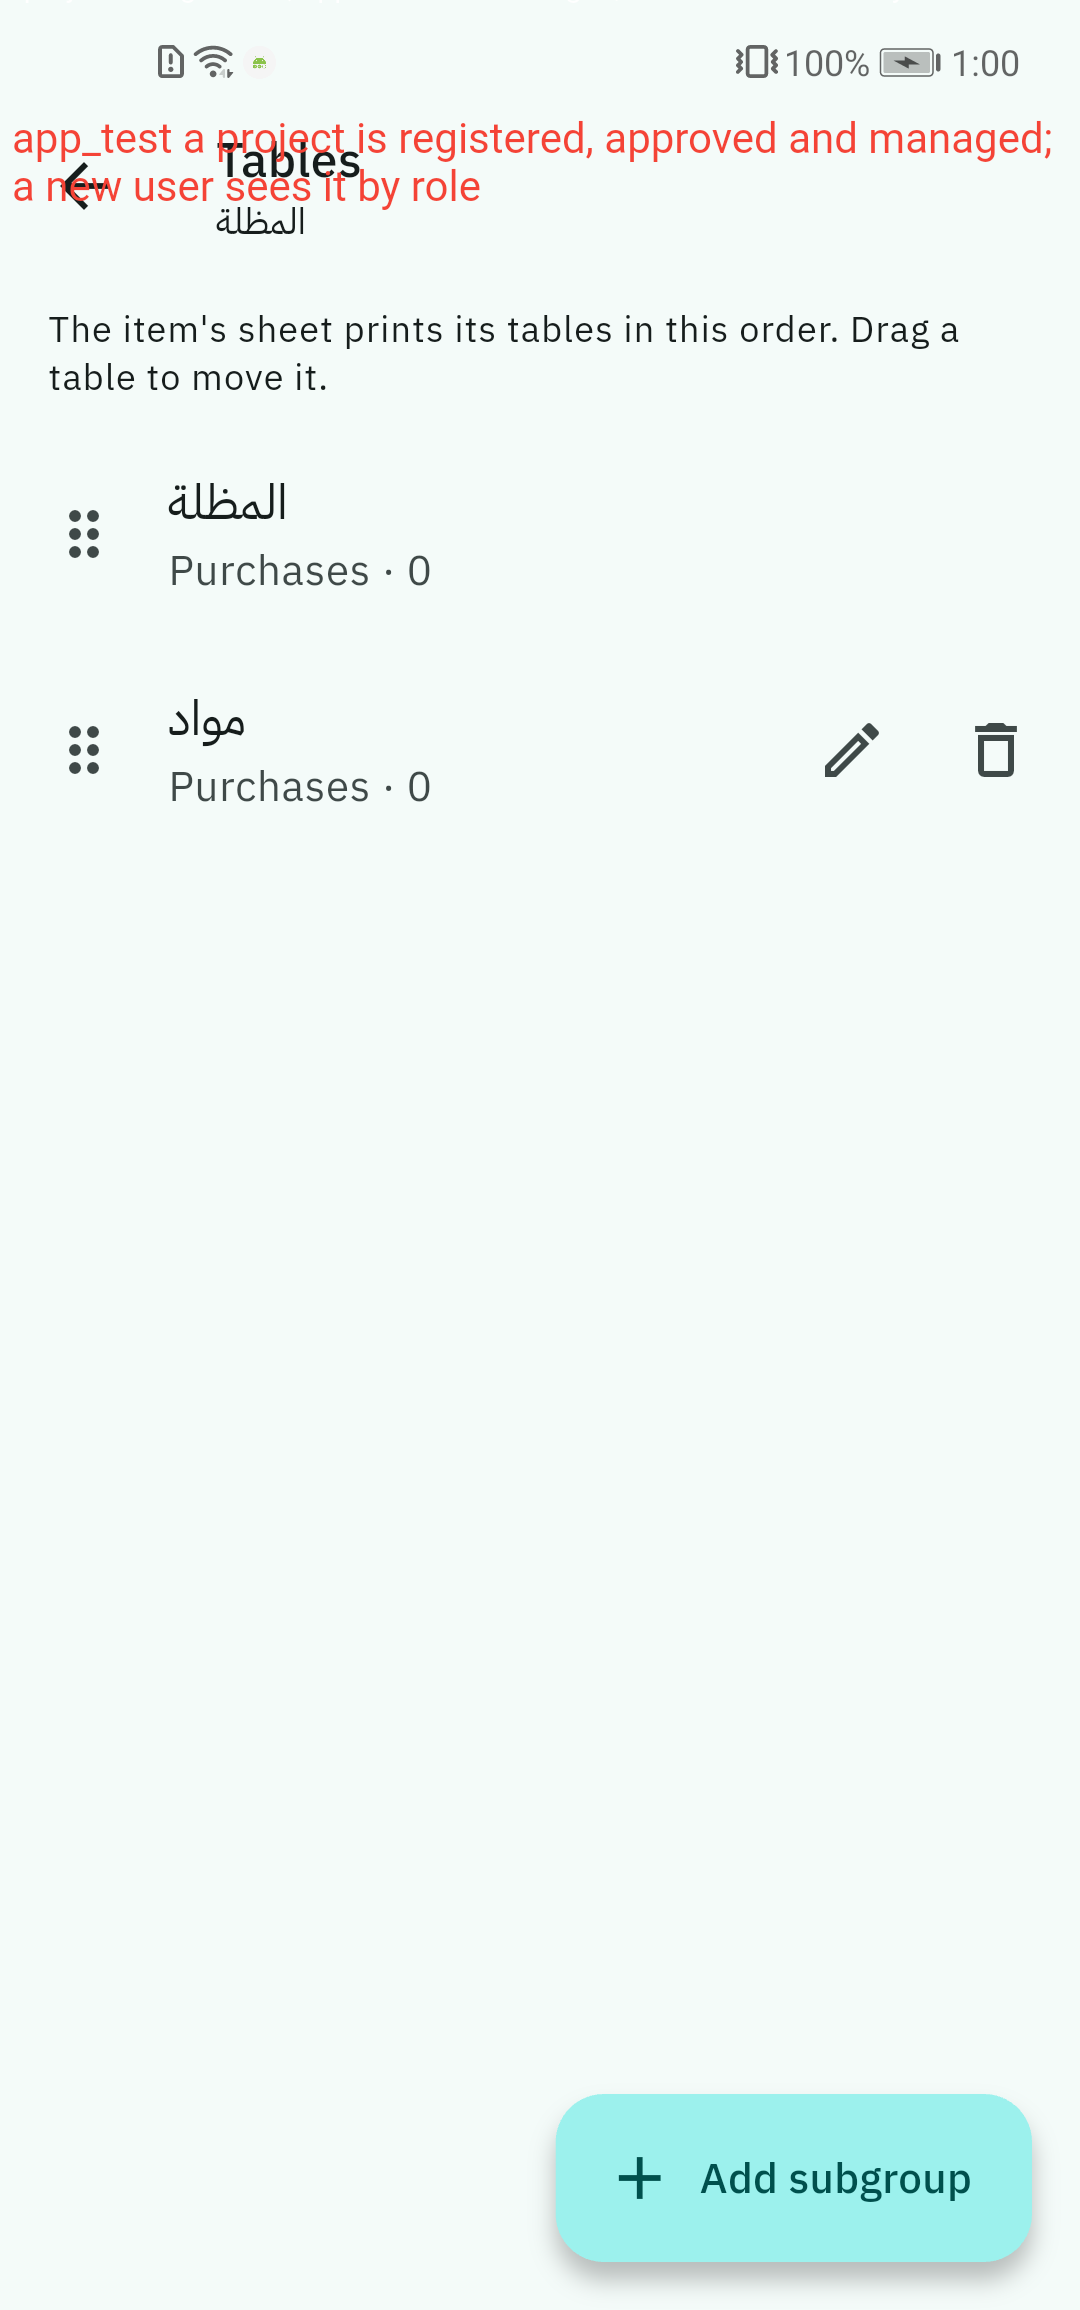 100% 1:00
app_test a project is registered, approved and managed;
a new user sees it by role
Tables
المظلة
The item's sheet prints its tables in this order. Drag a
table to move it.
المظلة
Purchases · 0
مواد
Purchases · 0
Add subgroup